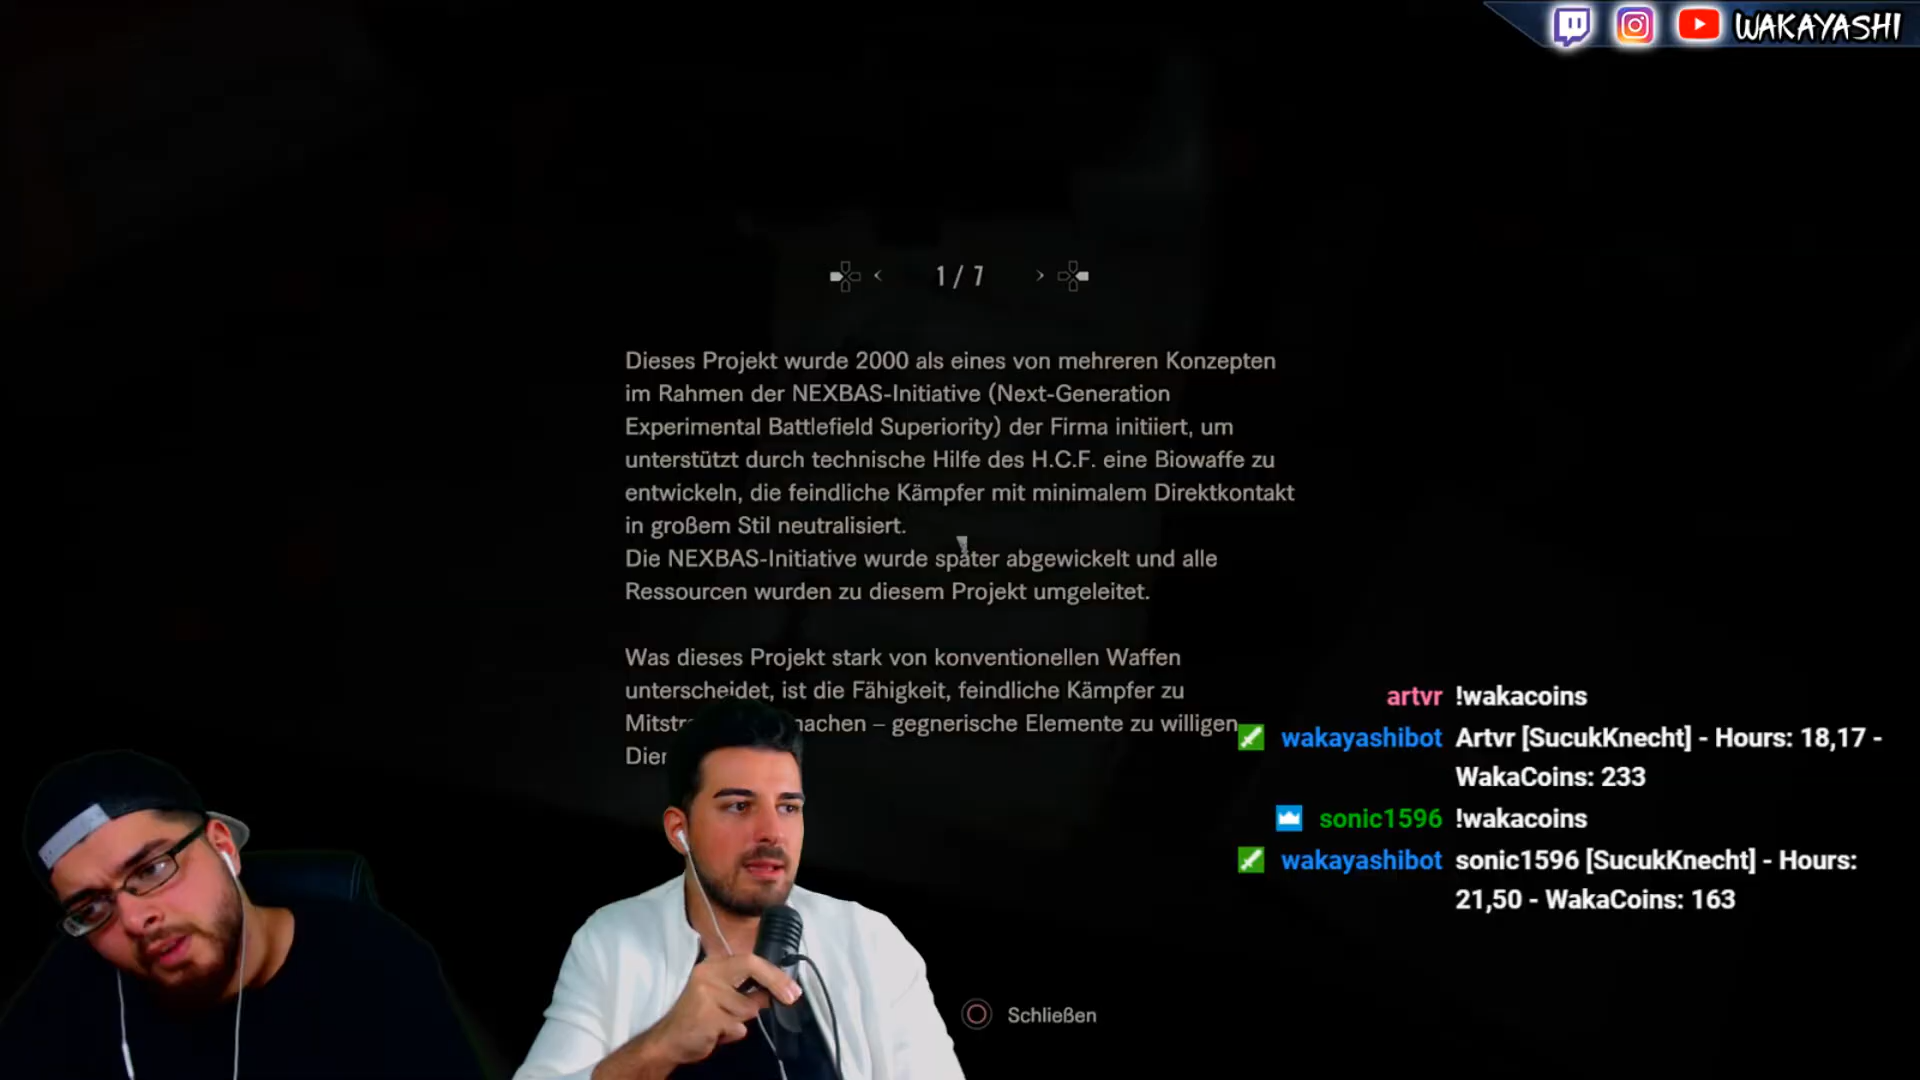 WAKAYASHI
1 / 7
Dieses Projekt wurde 2000 als eines von mehreren Konzepten
im Rahmen der NEXBAS-Initiative (Next-Generation
Experimental Battlefield Superiority) der Firma initiiert, um
unterstützt durch technische Hilfe des H.C.F. eine Biowaffe zu
entwickeln, die feindliche Kämpfer mit minimalem Direktkontakt
in großem Stil neutralisiert.
Die NEXBAS-Initiative wurde später abgewickelt und alle
Ressourcen wurden zu diesem Projekt umgeleitet.
Was dieses Projekt stark von konventionellen Waffen
unterscheidet, ist die Fähigkeit, feindliche Kämpfer zu
machen – gegnerische Elemente zu willigen
artvr !wakacoins
wakayashibot Artvr [SucukKnecht] - Hours: 18,17 -
WakaCoins: 233
sonic1596 !wakacoins
wakayashibot sonic1596 [SucukKnecht] - Hours:
21,50 - WakaCoins: 163
Schließen